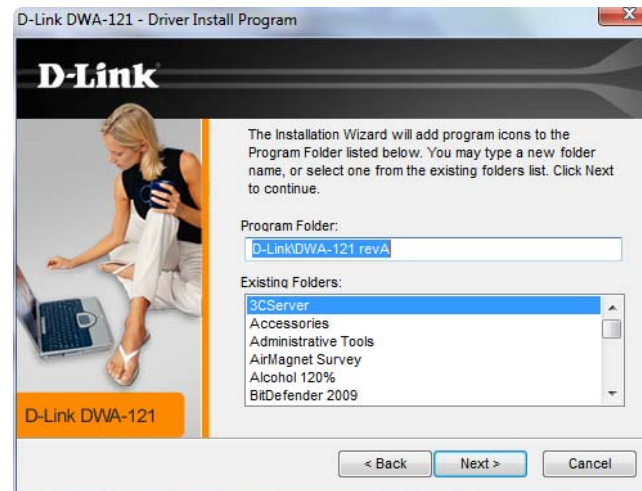 D-Link DWA-121 - Driver Install Program
D-Link
The Installation Wizard will add program icons to the
Program Folder listed below. You may type a new folder
name, or select one from the existing folders list. Click Next
to continue.
Program Folder:
D-Link\DWA-121 revA
Existing Folders:
3CServer
Accessories
Administrative Tools
AirMagnet Survey
Alcohol 120%
BitDefender 2009
D-Link DWA-121
< Back
Next >
Cancel